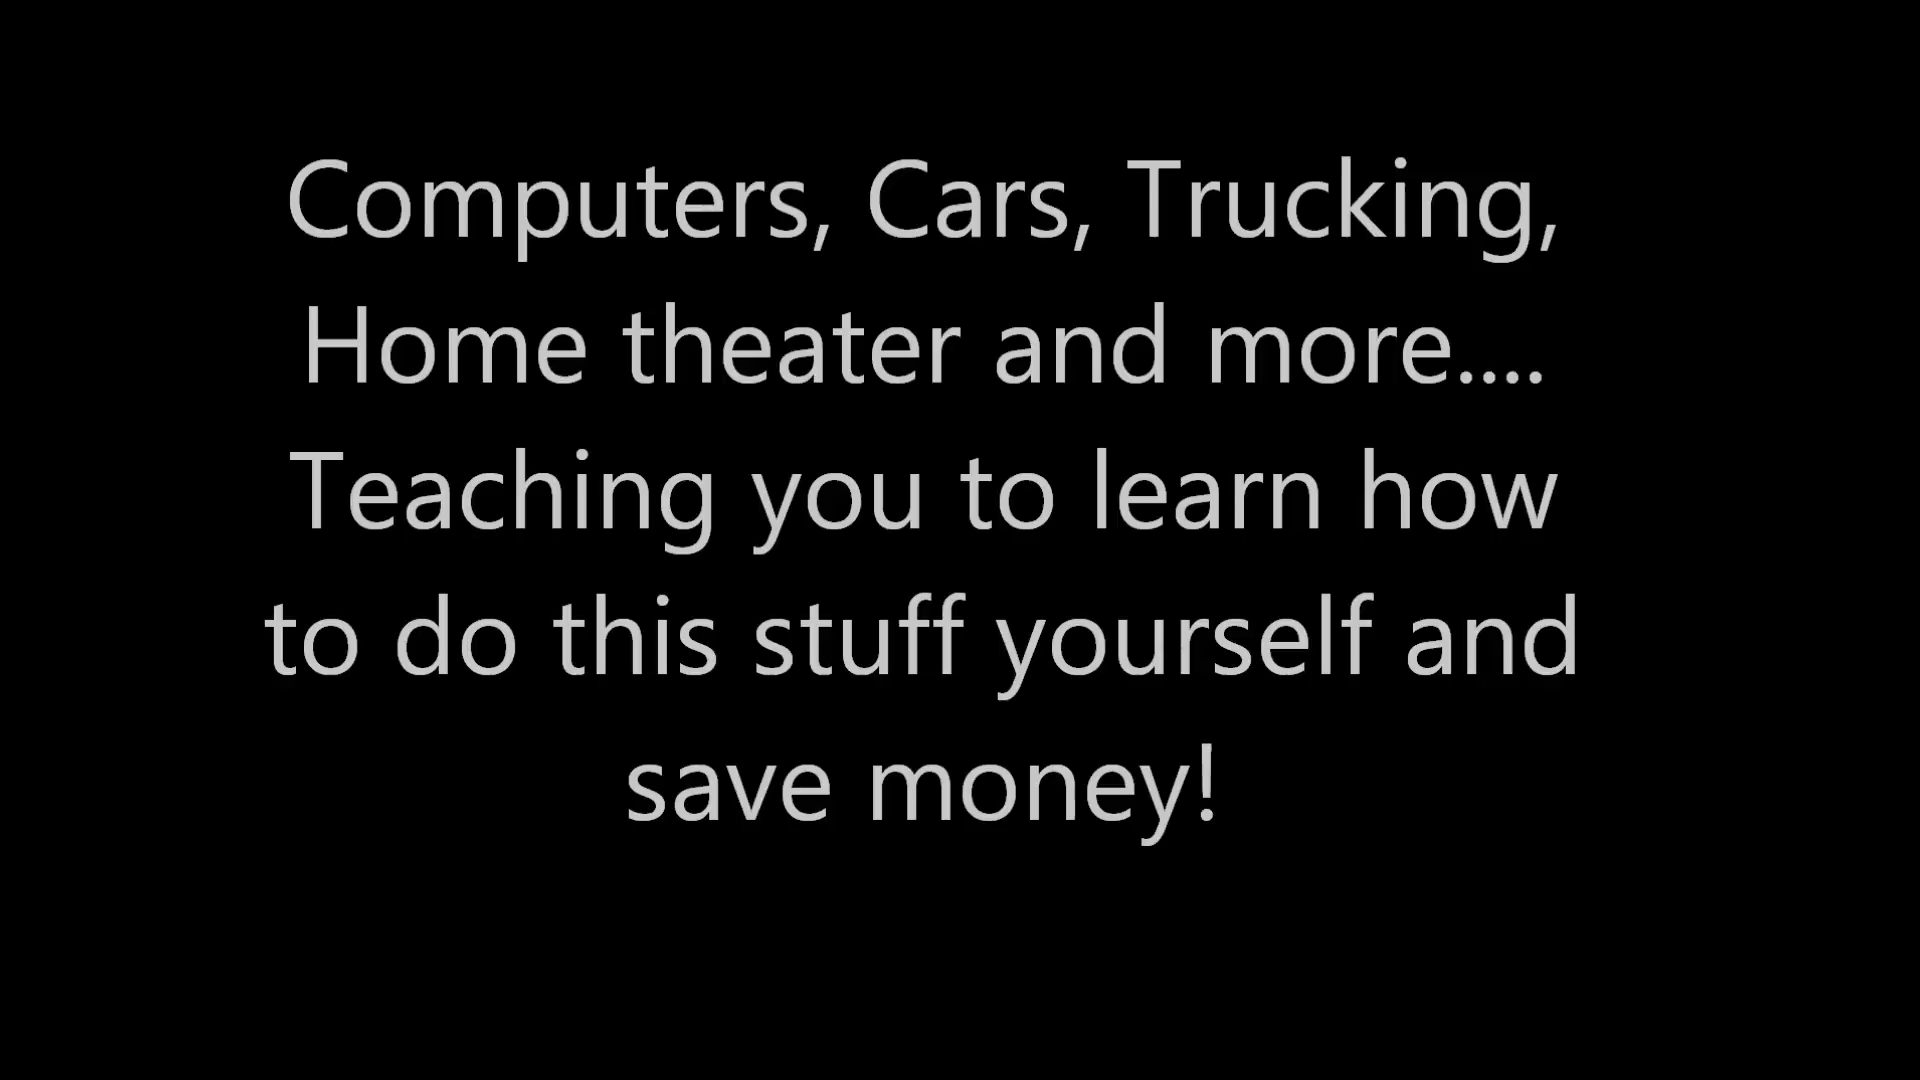 Computers, Cars, Trucking,
Home theater and more....
Teaching you to learn how
to do this stuff yourself and
save money!